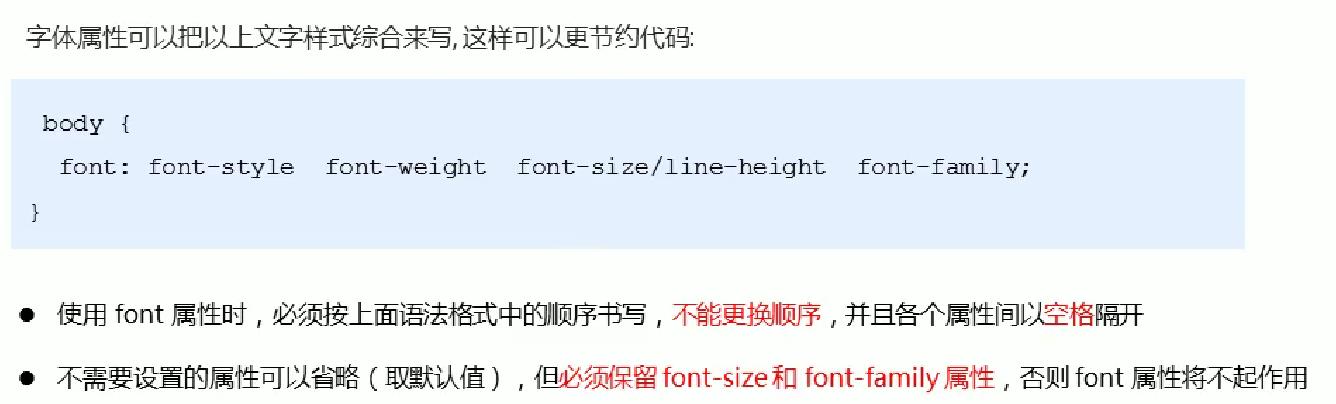 字体属性可以把以上文字样式综合来写, 这样可以更节约代码:
body {
font: font-style font-weight font-size/line-height font-family;
}
● 使用 font 属性时，必须按上面语法格式中的顺序书写，不能更换顺序，并且各个属性间以空格隔开
● 不需要设置的属性可以省略（取默认值），但必须保留 font-size 和 font-family 属性，否则 font 属性将不起作用